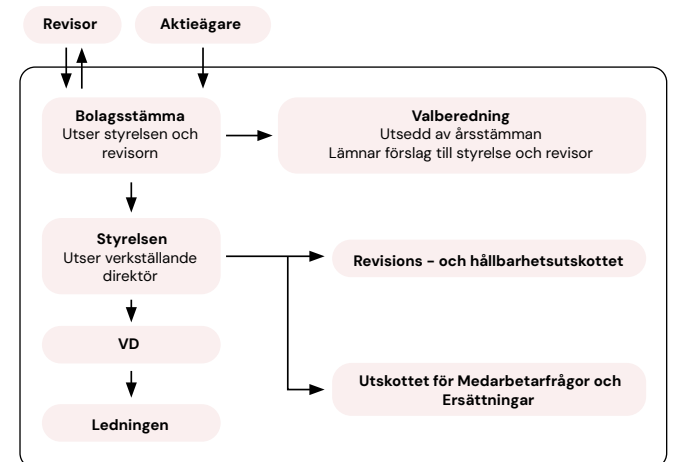 Revisor
Aktieägare
Bolagsstämma
Utser styrelsen och
revisorn
Valberedning
Utsedd av årsstämman
Lämnar förslag till styrelse och revisor
Styrelsen
Utser verkställande
direktör
Revisions - och hållbarhetsutskottet
VD
Utskottet för Medarbetarfrågor och
Ersättningar
Ledningen